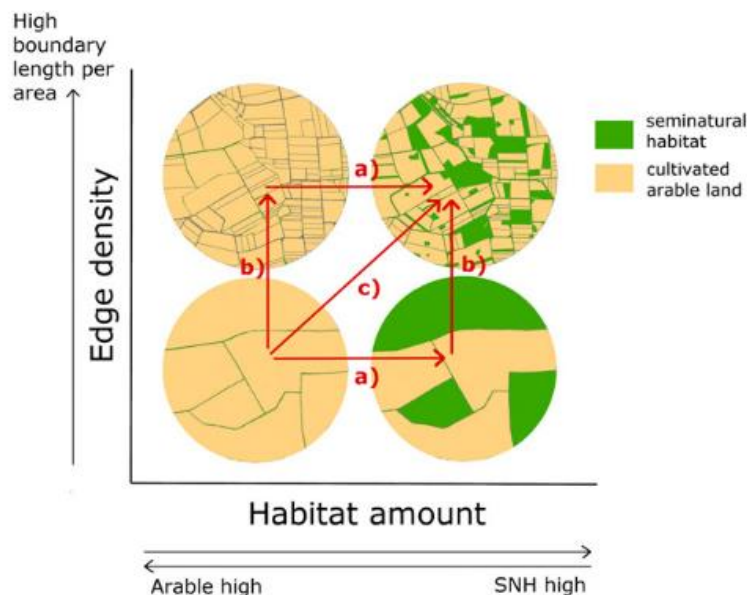 High
boundary
length per
area
Edge density
a)
b)
c)
b)
a)
seminatural
habitat
cultivated
arable land
Habitat amount
Arable high
SNH high